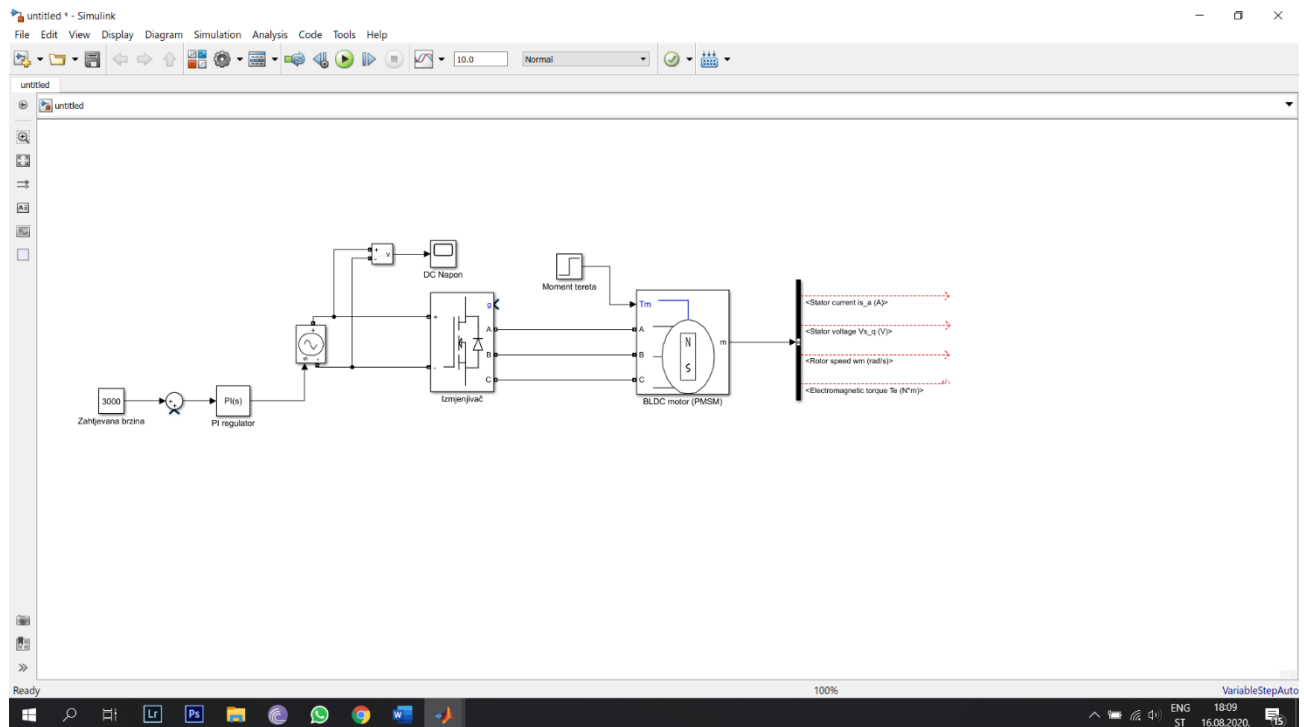 untitled * - Simulink
File Edit View Display Diagram Simulation Analysis Code Tools Help
10.0 Normal
untitled
untitled
+ - v
DC Napon
Moment tereta
g
+ A B - C
Izmjenjivač
Tm
A B C
N
S
m
BLDC motor (PMSM)
<Stator current is_a (A)>
<Stator voltage Vs_q (V)>
<Rotor speed wm (rad/s)>
<Electromagnetic torque Te (N*m)>
+ s -
3000
Zahtjevana brzina
PI(s)
PI regulator
Ready 100% VariableStepAuto
Lr Ps W
ENG 18:09
ST 16.08.2020. 15